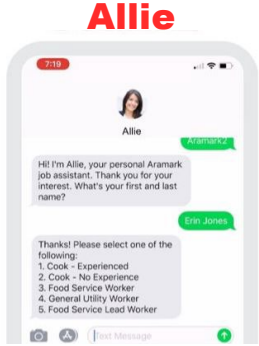 Allie
7:19
Allie
Aramark2
Hi! I'm Allie, your personal Aramark
job assistant. Thank you for your
interest. What's your first and last
name?
Erin Jones
Thanks! Please select one of the
following:
1. Cook - Experienced
2. Cook - No Experience
3. Food Service Worker
4. General Utility Worker
5. Food Service Lead Worker
Text Message